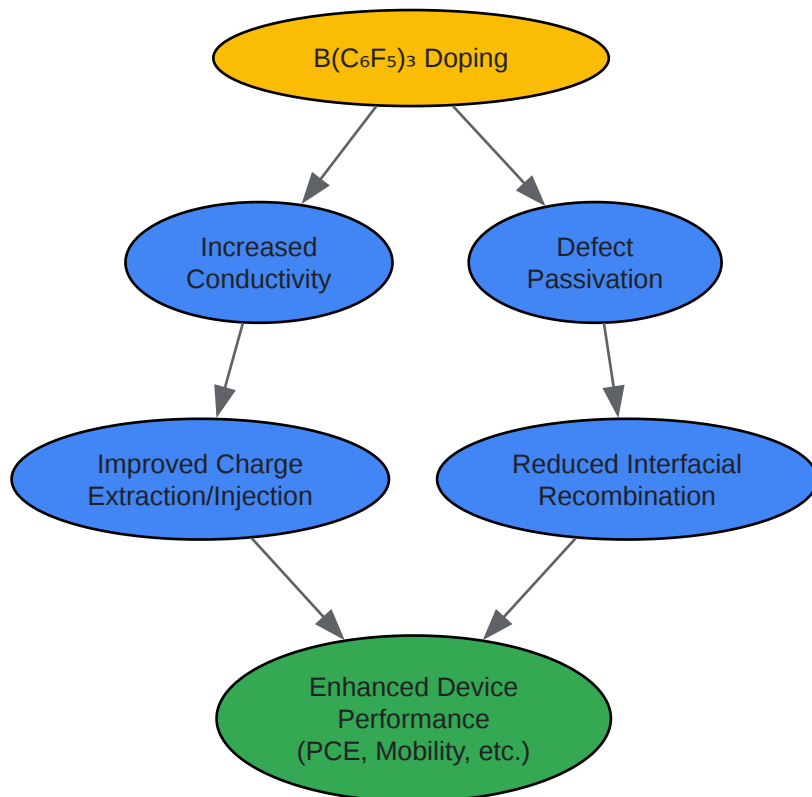 B(C₆F₅)₃ Doping
Increased
Conductivity
Defect
Passivation
Improved Charge
Extraction/Injection
Reduced Interfacial
Recombination
Enhanced Device
Performance
(PCE, Mobility, etc.)